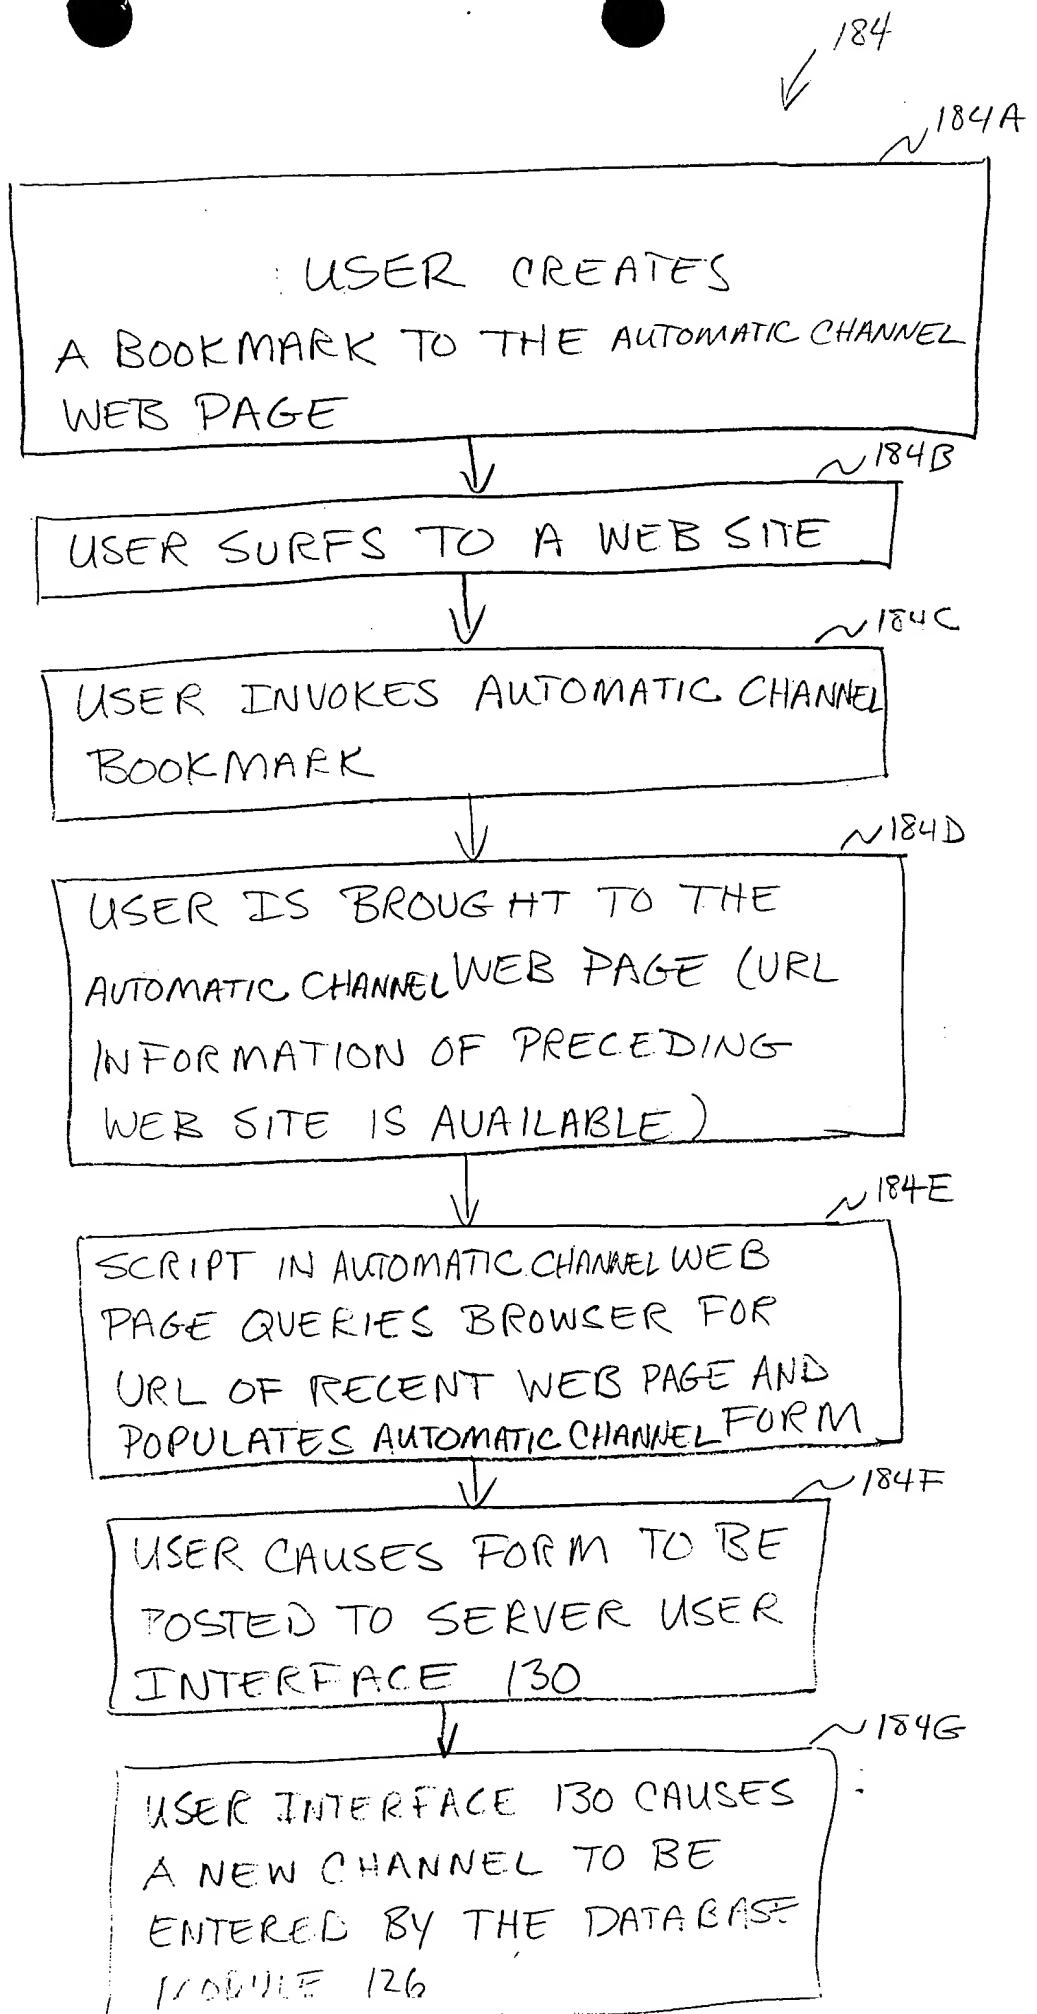 184
184A
USER CREATES
A BOOKMARK TO THE AUTOMATIC CHANNEL
WEB PAGE
184B
USER SURFS TO A WEB SITE
184C
USER INVOKES AUTOMATIC CHANNEL
BOOKMARK
184D
USER IS BROUGHT TO THE
AUTOMATIC CHANNEL WEB PAGE (URL
INFORMATION OF PRECEDING
WEB SITE IS AVAILABLE)
184E
SCRIPT IN AUTOMATIC CHANNEL WEB
PAGE QUERIES BROWSER FOR
URL OF RECENT WEB PAGE AND
POPULATES AUTOMATIC CHANNEL FORM
184F
USER CAUSES FORM TO BE
POSTED TO SERVER USER
INTERFACE 130
184G
USER INTERFACE 130 CAUSES
A NEW CHANNEL TO BE
ENTERED BY THE DATABASE
MODULE 126